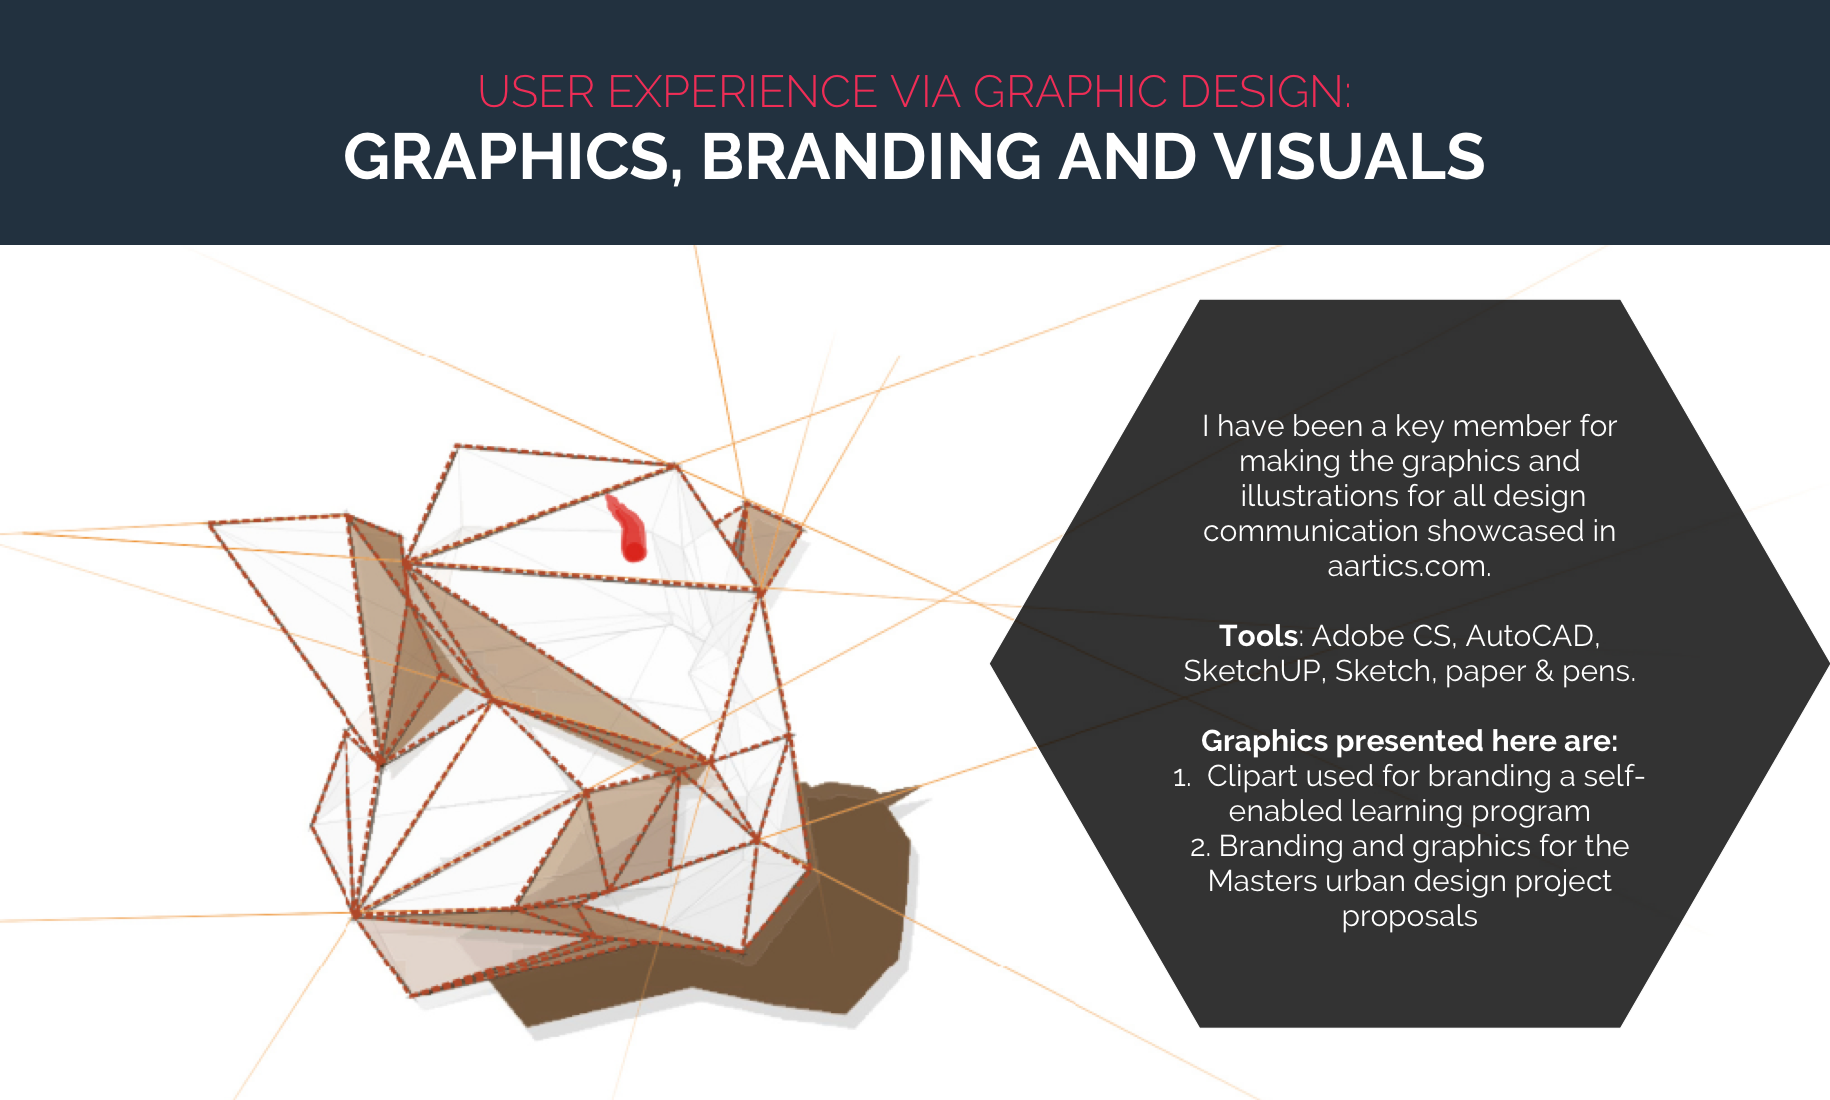 USER EXPERIENCE VIA GRAPHIC DESIGN:
GRAPHICS, BRANDING AND VISUALS
I have been a key member for
making the graphics and
illustrations for all design
communication showcased in
aartics.com.
Tools: Adobe CS, AutoCAD,
SketchUP, Sketch, paper & pens.
Graphics presented here are:
1. Clipart used for branding a self-
enabled learning program
2. Branding and graphics for the
Masters urban design project
proposals